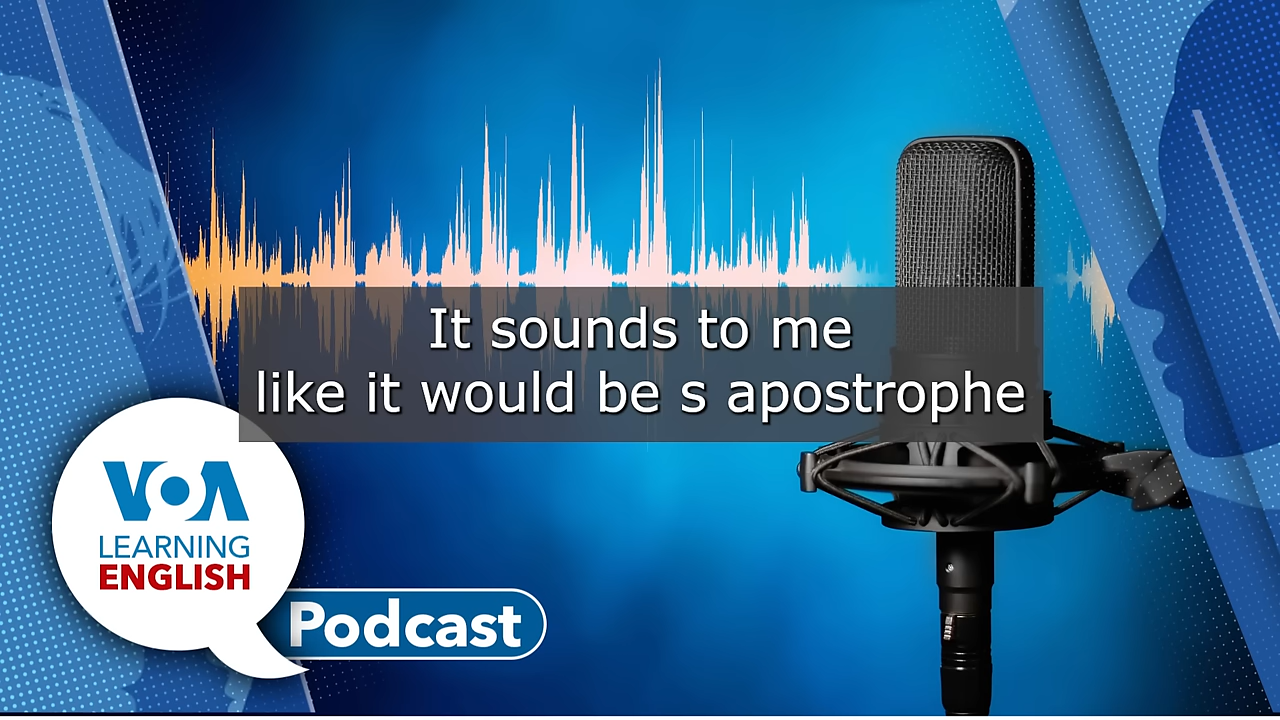 It sounds to me
like it would be s apostrophe
VOA
LEARNING
ENGLISH
Podcast